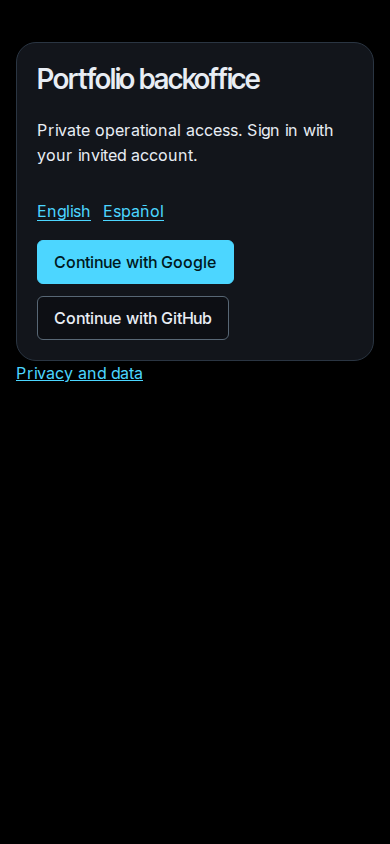 Portfolio backoffice
Private operational access. Sign in with
your invited account.
English Español
Continue with Google
Continue with GitHub
Privacy and data